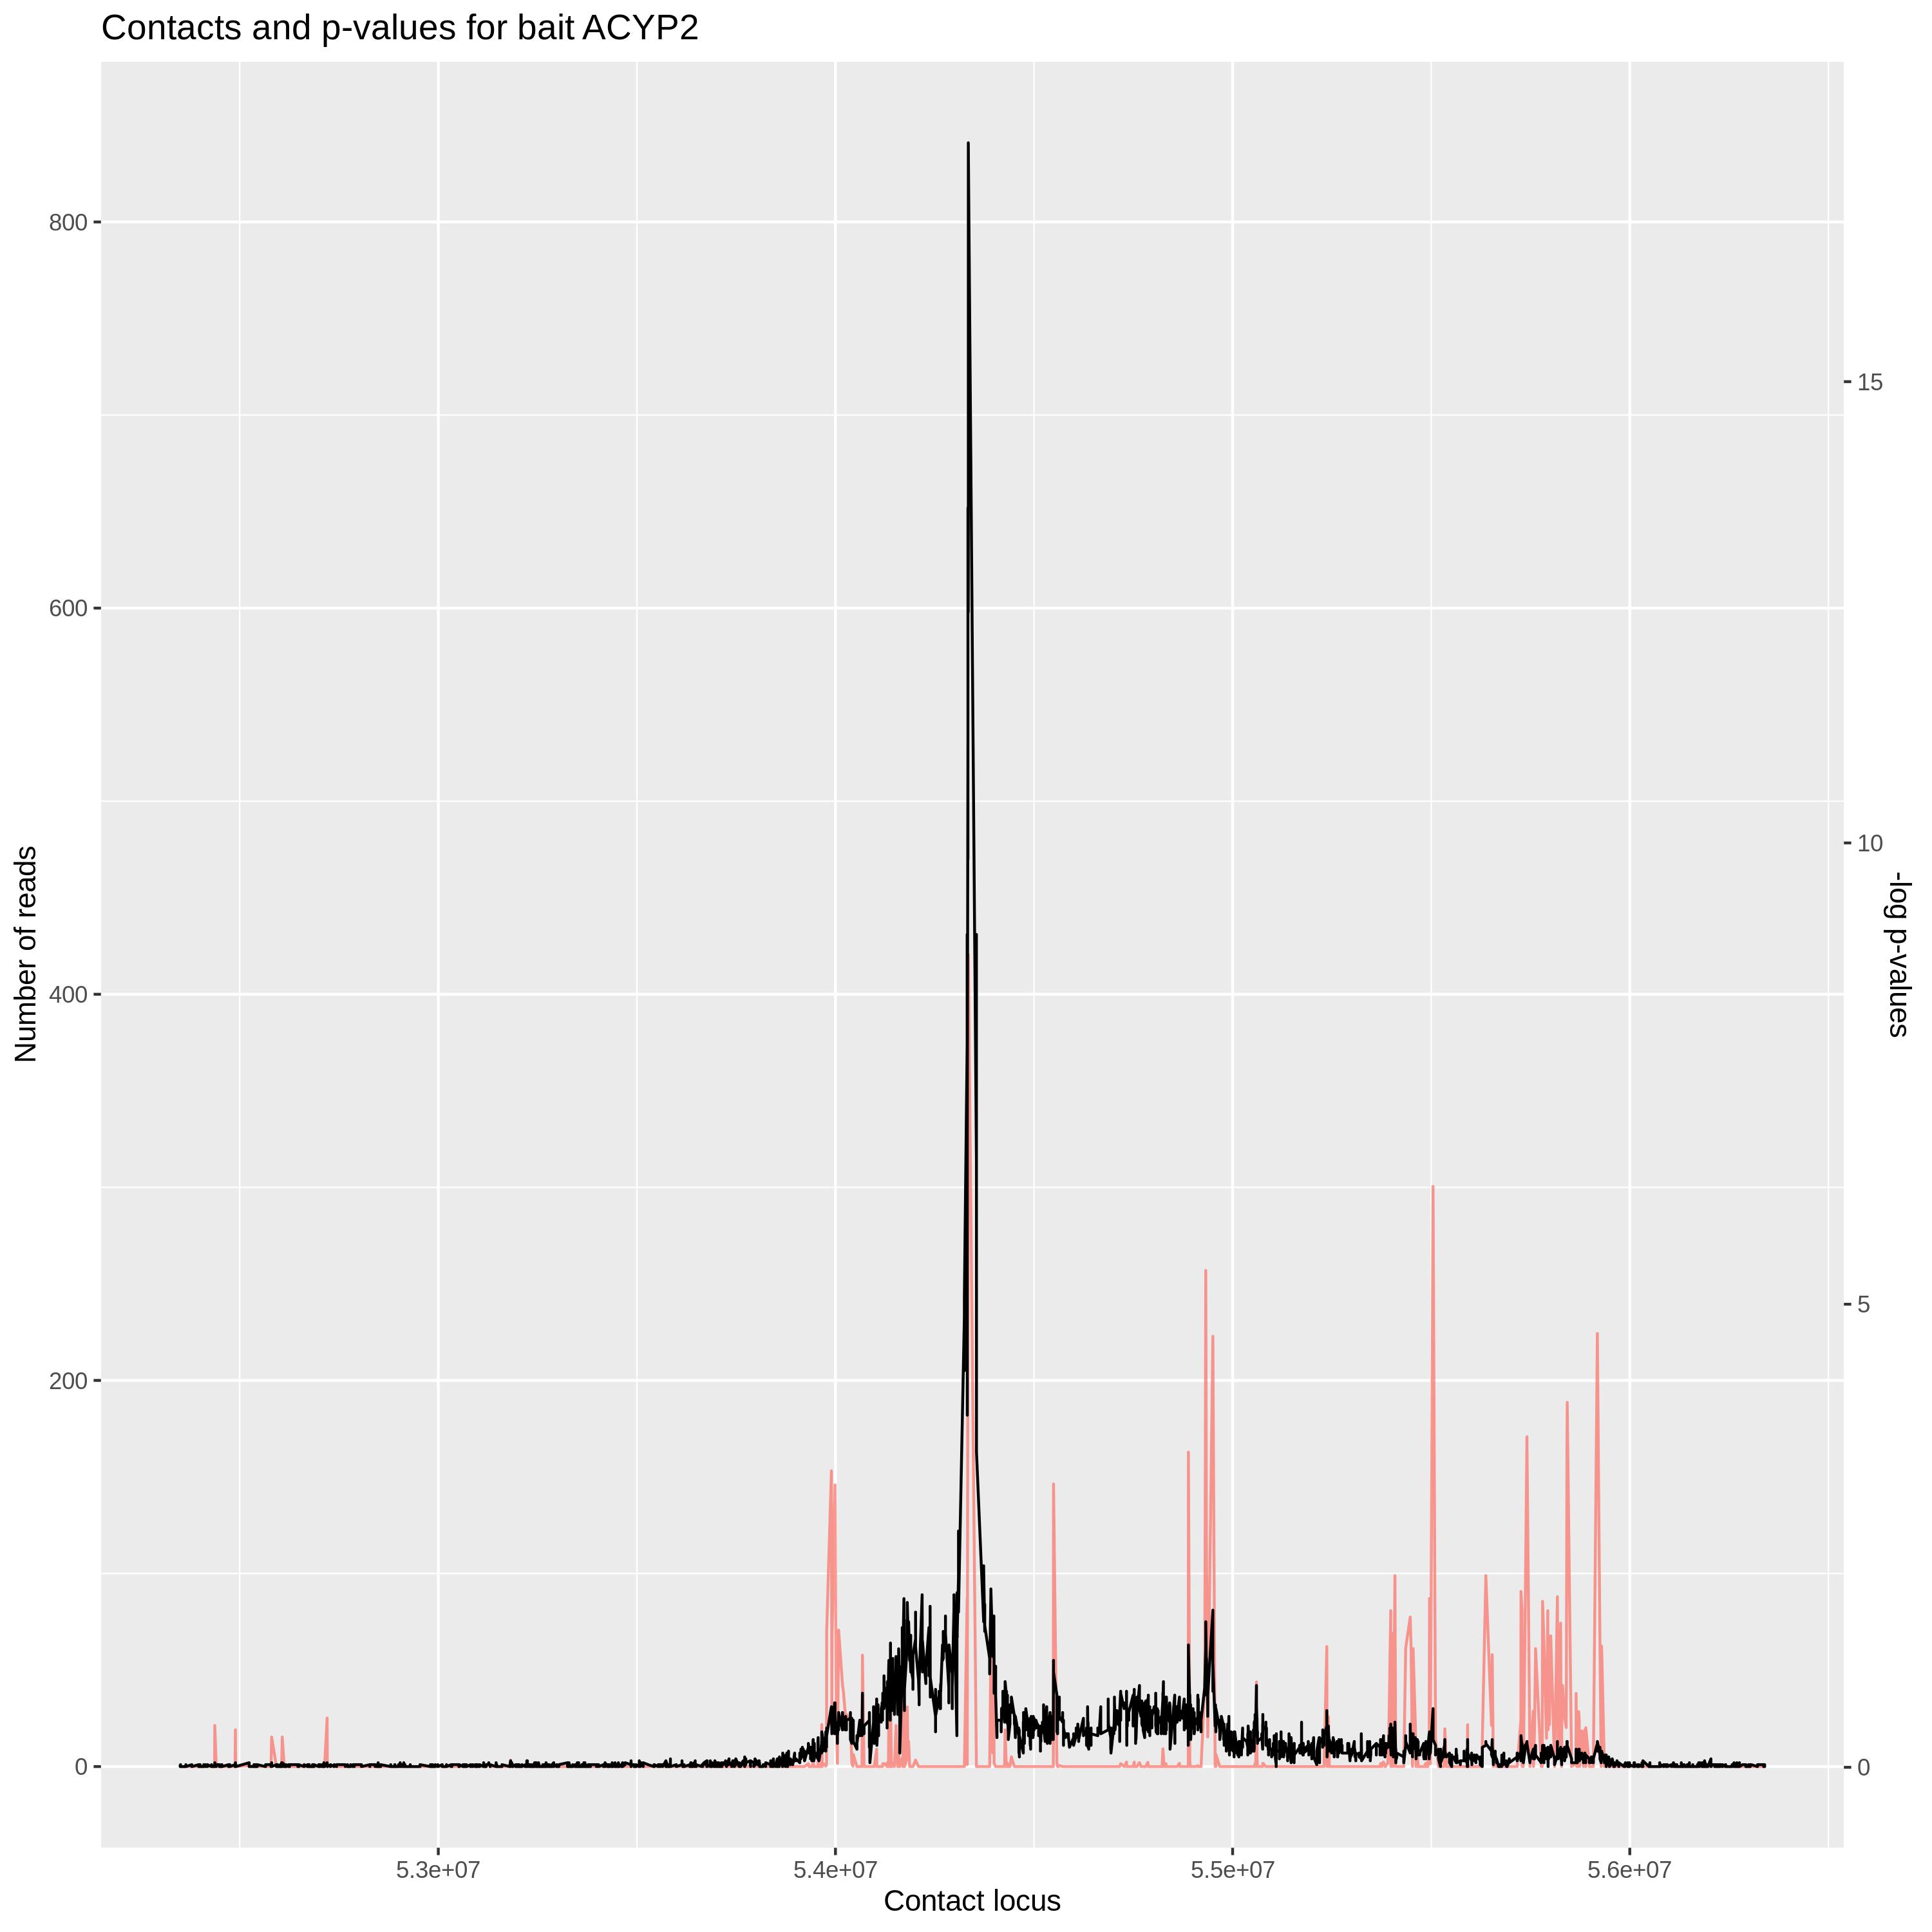 Contacts and p-values for bait ACYP2
Number of reads
800
600
400
200
0
15
10
5
0
-log p-values
5.3e+07
5.4e+07
5.5e+07
5.6e+07
Contact locus